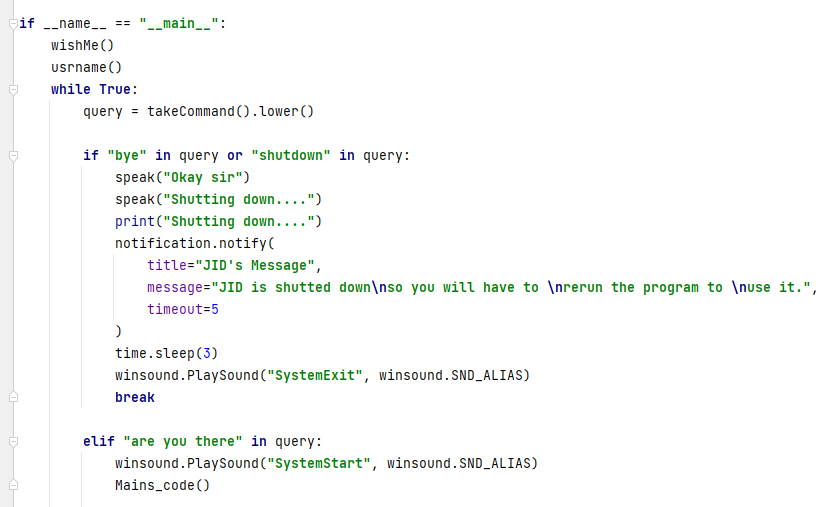 if __name__ == "__main__":
    wishMe()
    usrname()
    while True:
        query = takeCommand().lower()

        if "bye" in query or "shutdown" in query:
            speak("Okay sir")
            speak("Shutting down....")
            print("Shutting down....")
            notification.notify(
                title="JID's Message",
                message="JID is shutted down\nso you will have to \nrerun the program to \nuse it.",
                timeout=5
            )
            time.sleep(3)
            winsound.PlaySound("SystemExit", winsound.SND_ALIAS)
            break

        elif "are you there" in query:
            winsound.PlaySound("SystemStart", winsound.SND_ALIAS)
            Mains_code()